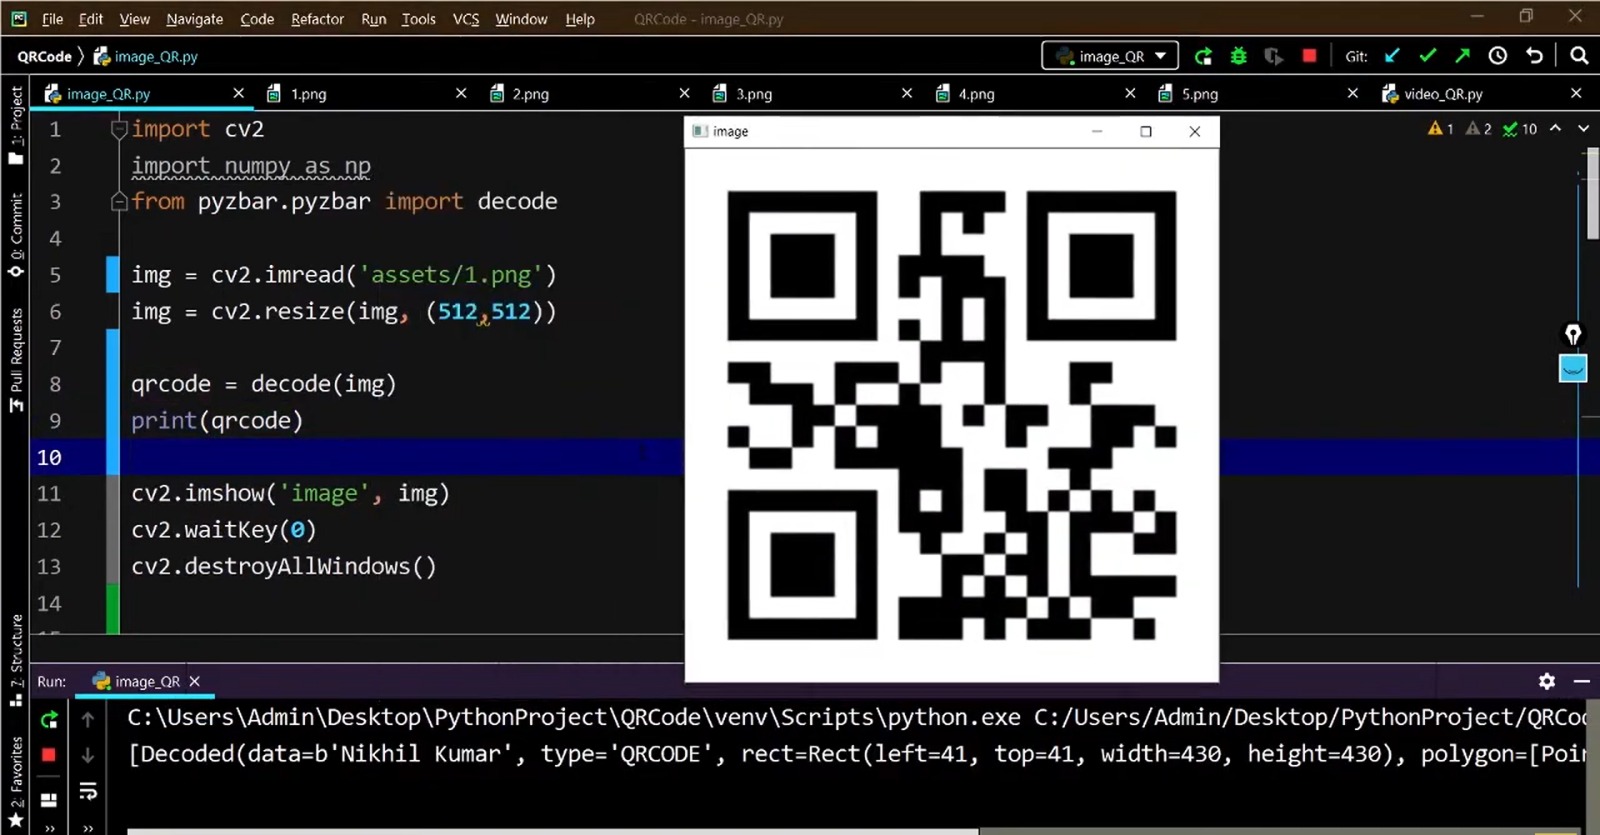 File Edit View Navigate Code Refactor Run Tools VCS Window Help QRCode - image_QR.py
QRCode image_QR.py image_QR Git:
image_QR.py 1.png 2.png 3.png 4.png 5.png video_QR.py
1: Project
0: Commit
Pull Requests
7: Structure
2: Favorites
image
1 2 10
1 import cv2
2 import numpy as np
3 from pyzbar.pyzbar import decode
4
5 img = cv2.imread('assets/1.png')
6 img = cv2.resize(img, (512,512))
7
8 qrcode = decode(img)
9 print(qrcode)
10
11 cv2.imshow('image', img)
12 cv2.waitKey(0)
13 cv2.destroyAllWindows()
14
Run: image_QR
C:\Users\Admin\Desktop\PythonProject\QRCode\venv\Scripts\python.exe C:/Users/Admin/Desktop/PythonProject/QRCo
[Decoded(data=b'Nikhil Kumar', type='QRCODE', rect=Rect(left=41, top=41, width=430, height=430), polygon=[Poi